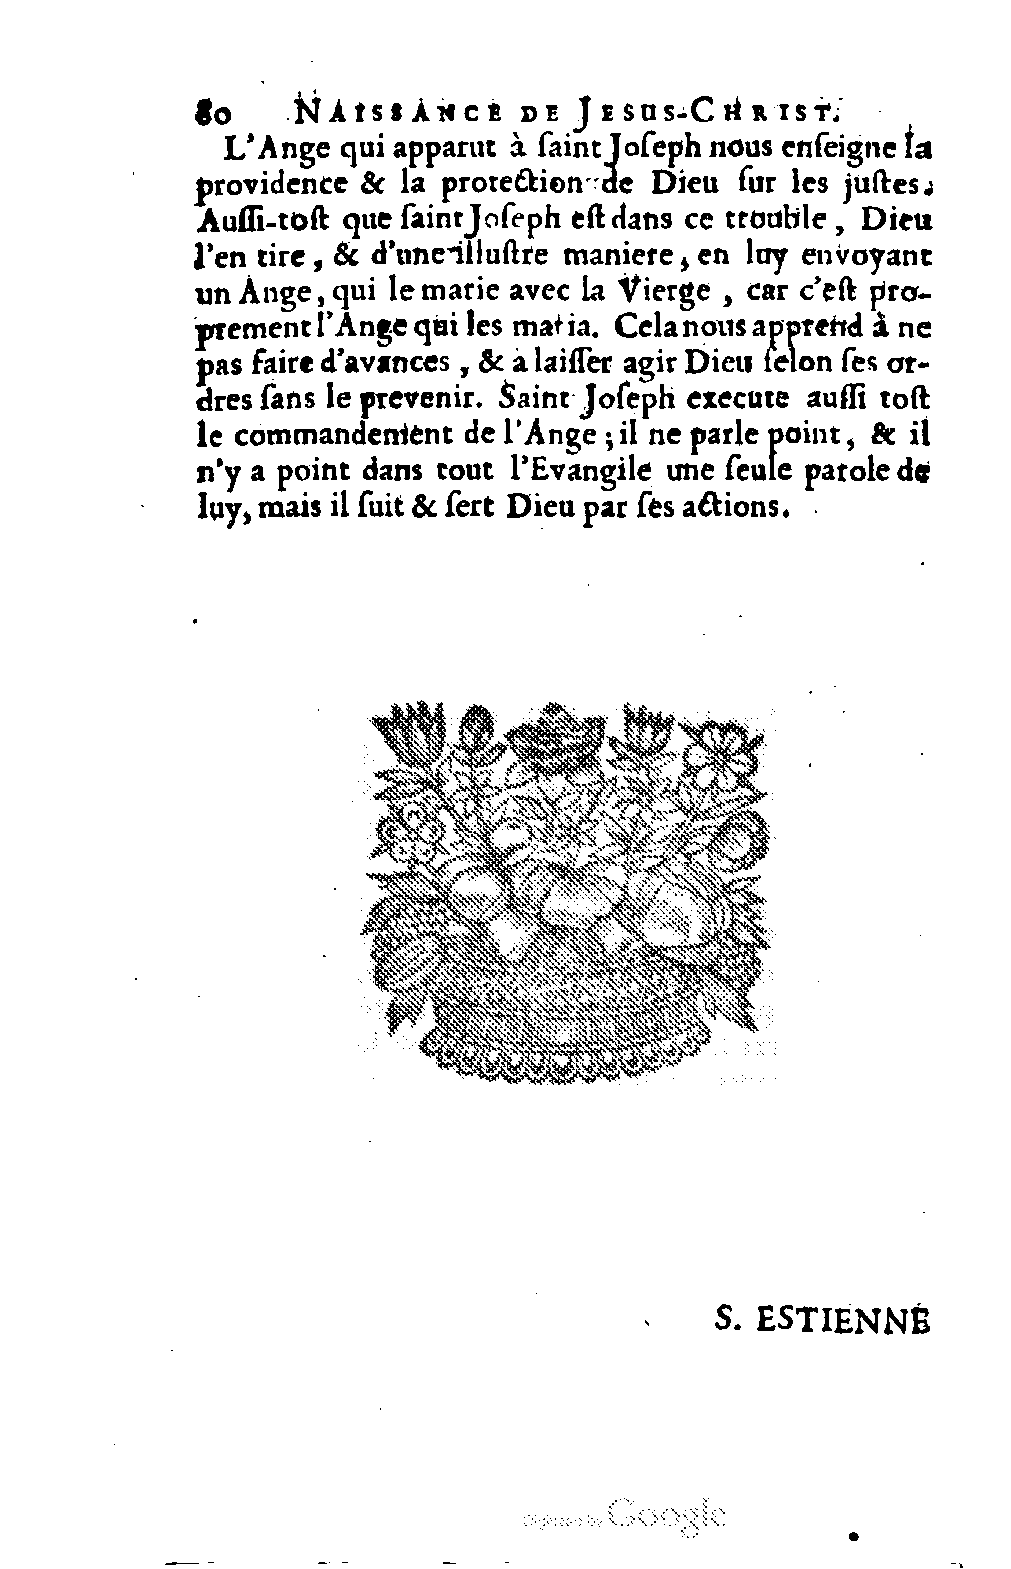 80 NAISSANCE DE JESUS-CHRIST.
L'Ange qui apparut à ſaint Joſeph nous enſeigne la
providence & la protection de Dieu ſur les juſtes.
Auſſi-toſt que ſaint Joſeph eſt dans ce trouble, Dieu
l'en tire, & d'une illuſtre maniere, en luy envoyant
un Ange, qui le marie avec la Vierge, car c'eſt pro-
prement l'Ange qui les maria. Cela nous apprend à ne
pas faire d'avances, & à laiſſer agir Dieu ſelon ſes or-
dres ſans le prevenir. Saint Joſeph execute auſſi toſt
le commandement de l'Ange ; il ne parle point, & il
n'y a point dans tout l'Evangile une ſeule parole de
luy, mais il ſuit & ſert Dieu par ſes actions.
S. ESTIENNE
Digitized by Google